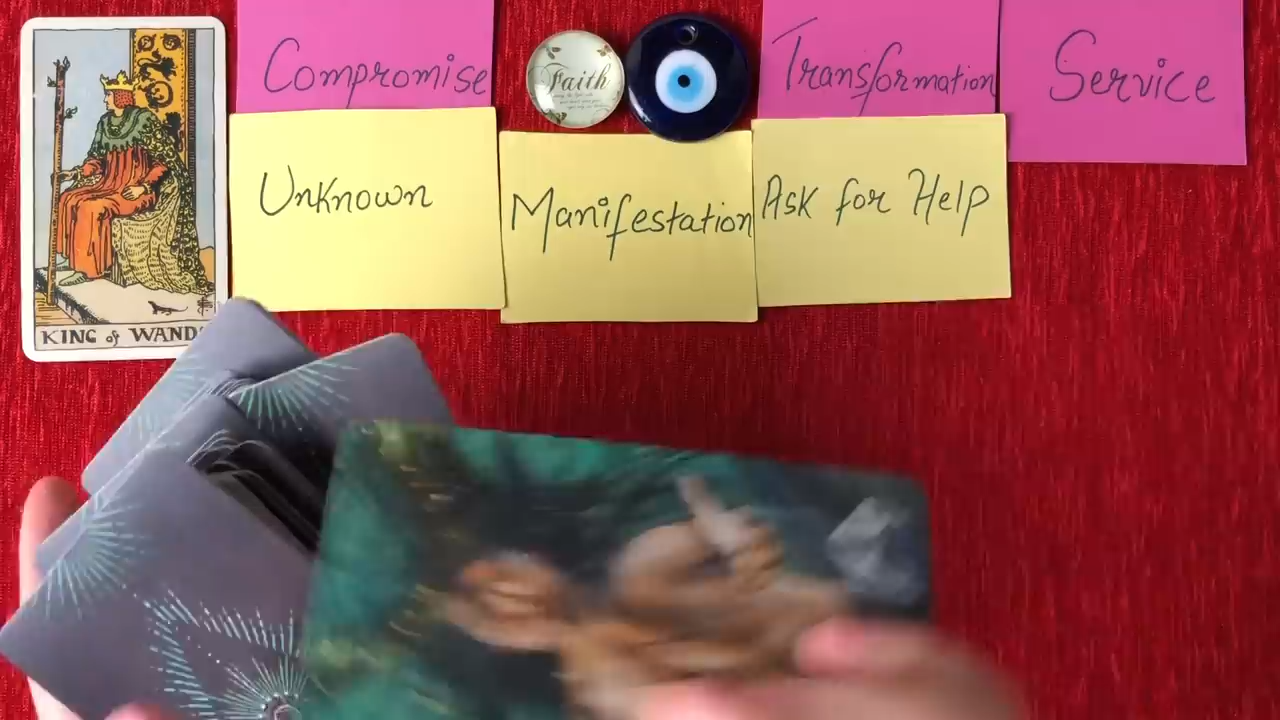 Compromise
Faith
Transformation
Service
Unknown
Manifestation
Ask for Help
KING of WANDS